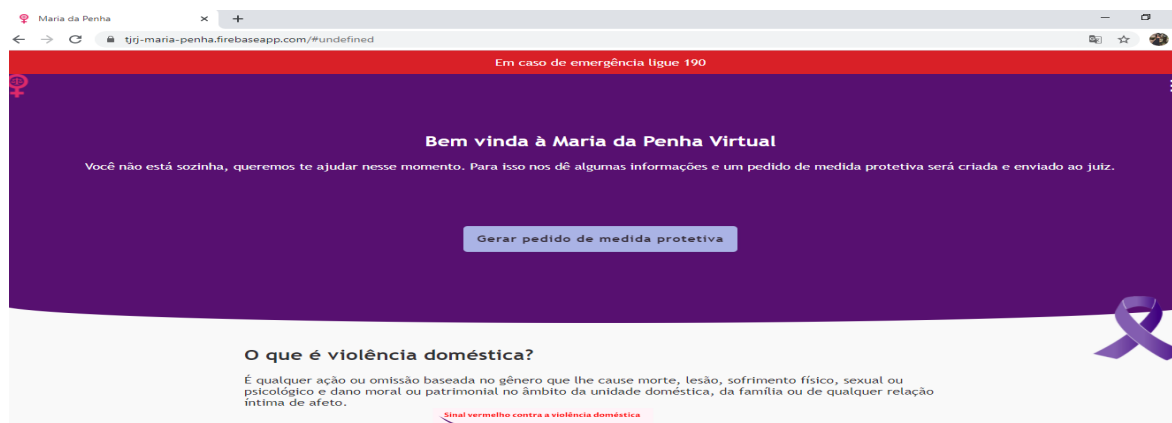 Maria da Penha
tjrj-maria-penha.firebaseapp.com/#undefined
Em caso de emergência ligue 190
Bem vinda à Maria da Penha Virtual
Você não está sozinha, queremos te ajudar nesse momento. Para isso nos dê algumas informações e um pedido de medida protetiva será criada e enviado ao juiz.
Gerar pedido de medida protetiva
O que é violência doméstica?
É qualquer ação ou omissão baseada no gênero que lhe cause morte, lesão, sofrimento físico, sexual ou
psicológico e dano moral ou patrimonial no âmbito da unidade doméstica, da família ou de qualquer relação
íntima de afeto.
Sinal vermelho contra a violência doméstica